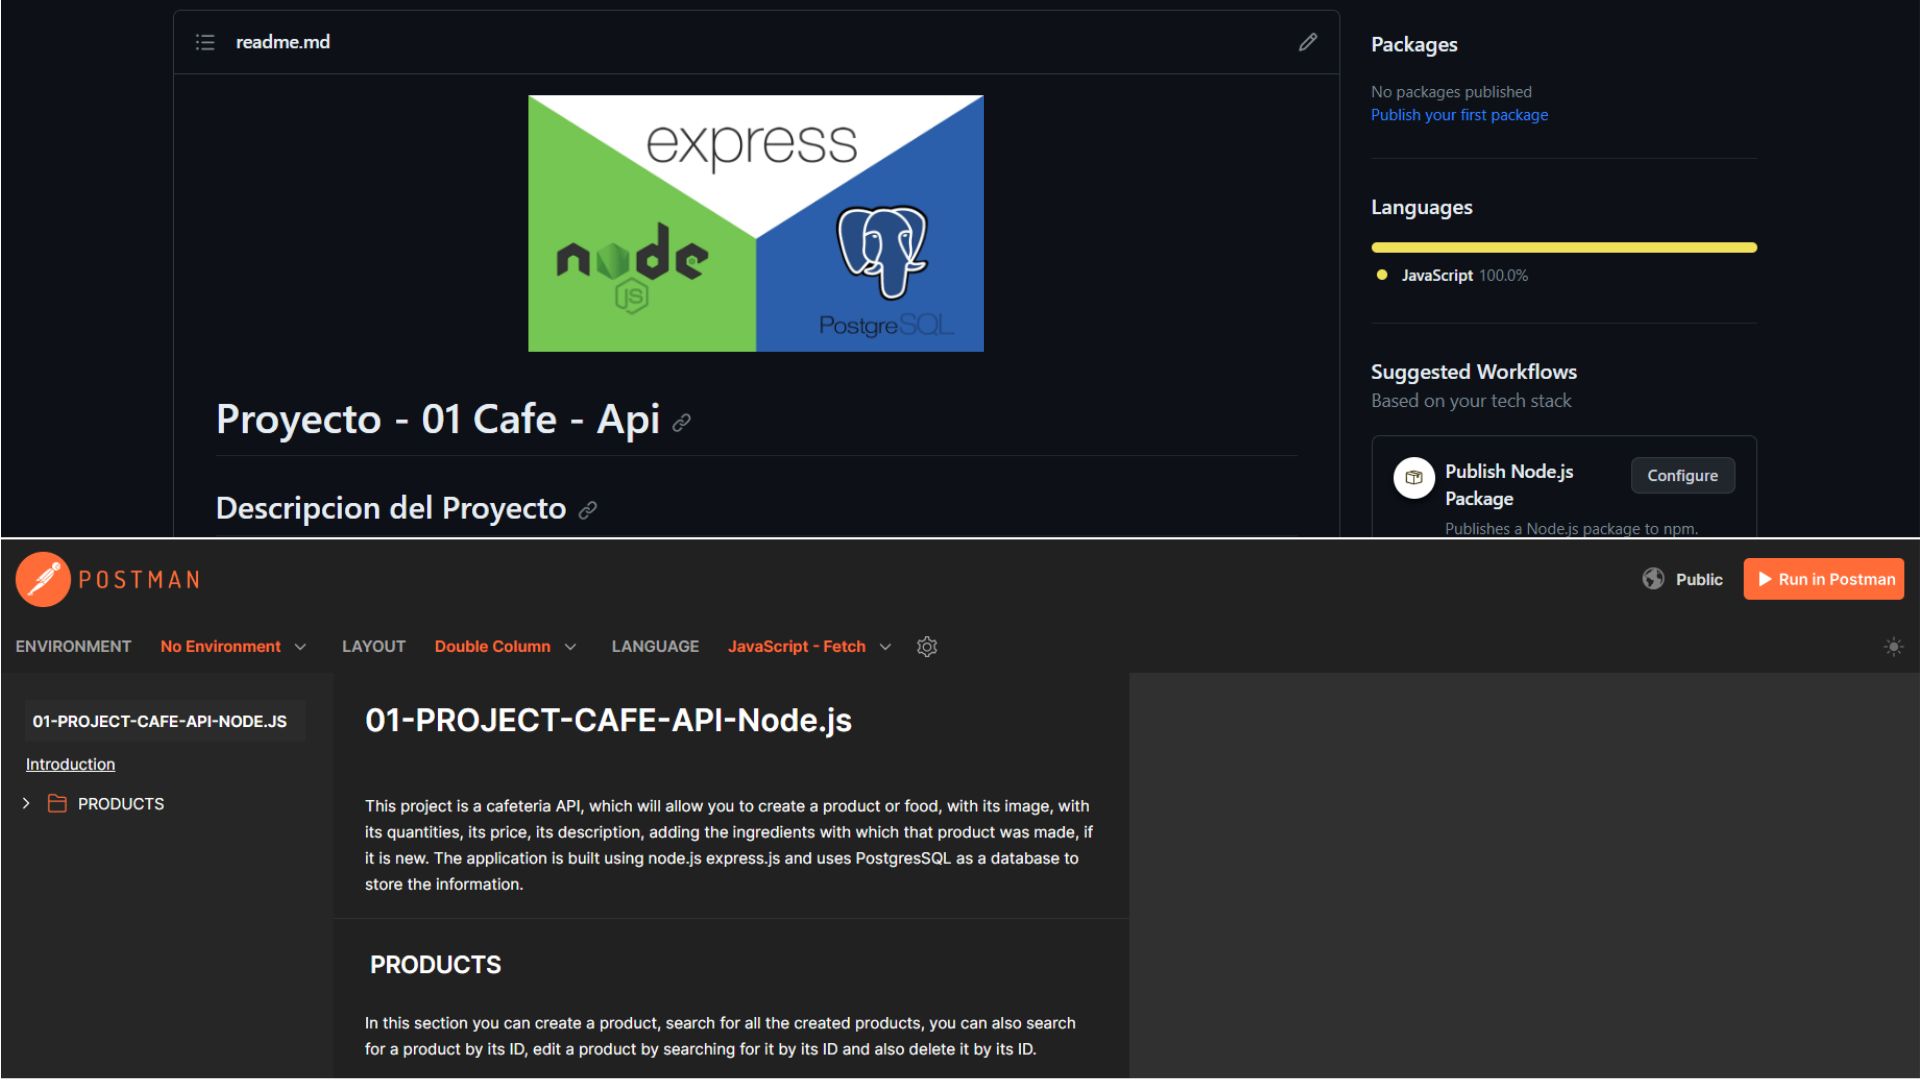 readme.md
express
node
JS
PostgreSQL
Proyecto - 01 Cafe - Api
Descripcion del Proyecto
Packages
No packages published
Publish your first package
Languages
JavaScript 100.0%
Suggested Workflows
Based on your tech stack
Publish Node.js
Package
Configure
Publishes a Node.js package to npm.
POSTMAN
Public
Run in Postman
ENVIRONMENT No Environment LAYOUT Double Column LANGUAGE JavaScript - Fetch
01-PROJECT-CAFE-API-NODE.JS
Introduction
PRODUCTS
01-PROJECT-CAFE-API-Node.js
This project is a cafeteria API, which will allow you to create a product or food, with its image, with
its quantities, its price, its description, adding the ingredients with which that product was made, if
it is new. The application is built using node.js express.js and uses PostgresSQL as a database to
store the information.
PRODUCTS
In this section you can create a product, search for all the created products, you can also search
for a product by its ID, edit a product by searching for it by its ID and also delete it by its ID.